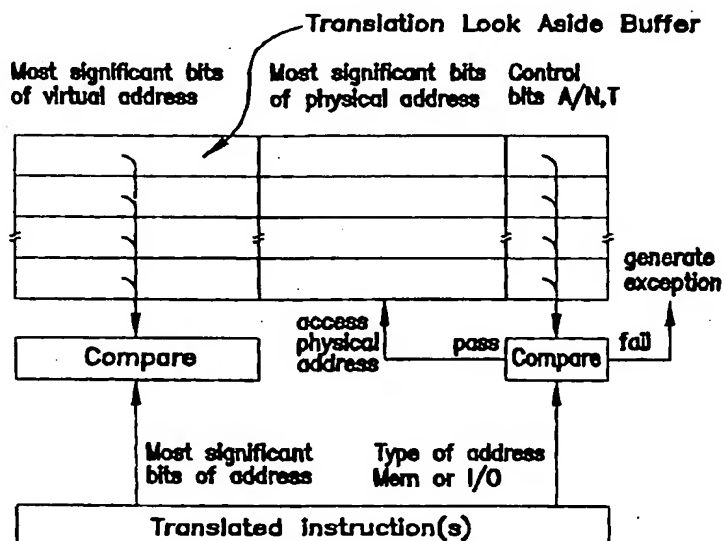 Translation Look Aside Buffer
Most significant bits
of virtual address
Most significant bits
of physical address
Control
bits A/N,T
generate
exception
access
physical
address
pass
fail
Compare
Compare
Most significant
bits of address
Type of address
Mem or I/O
Translated instruction(s)